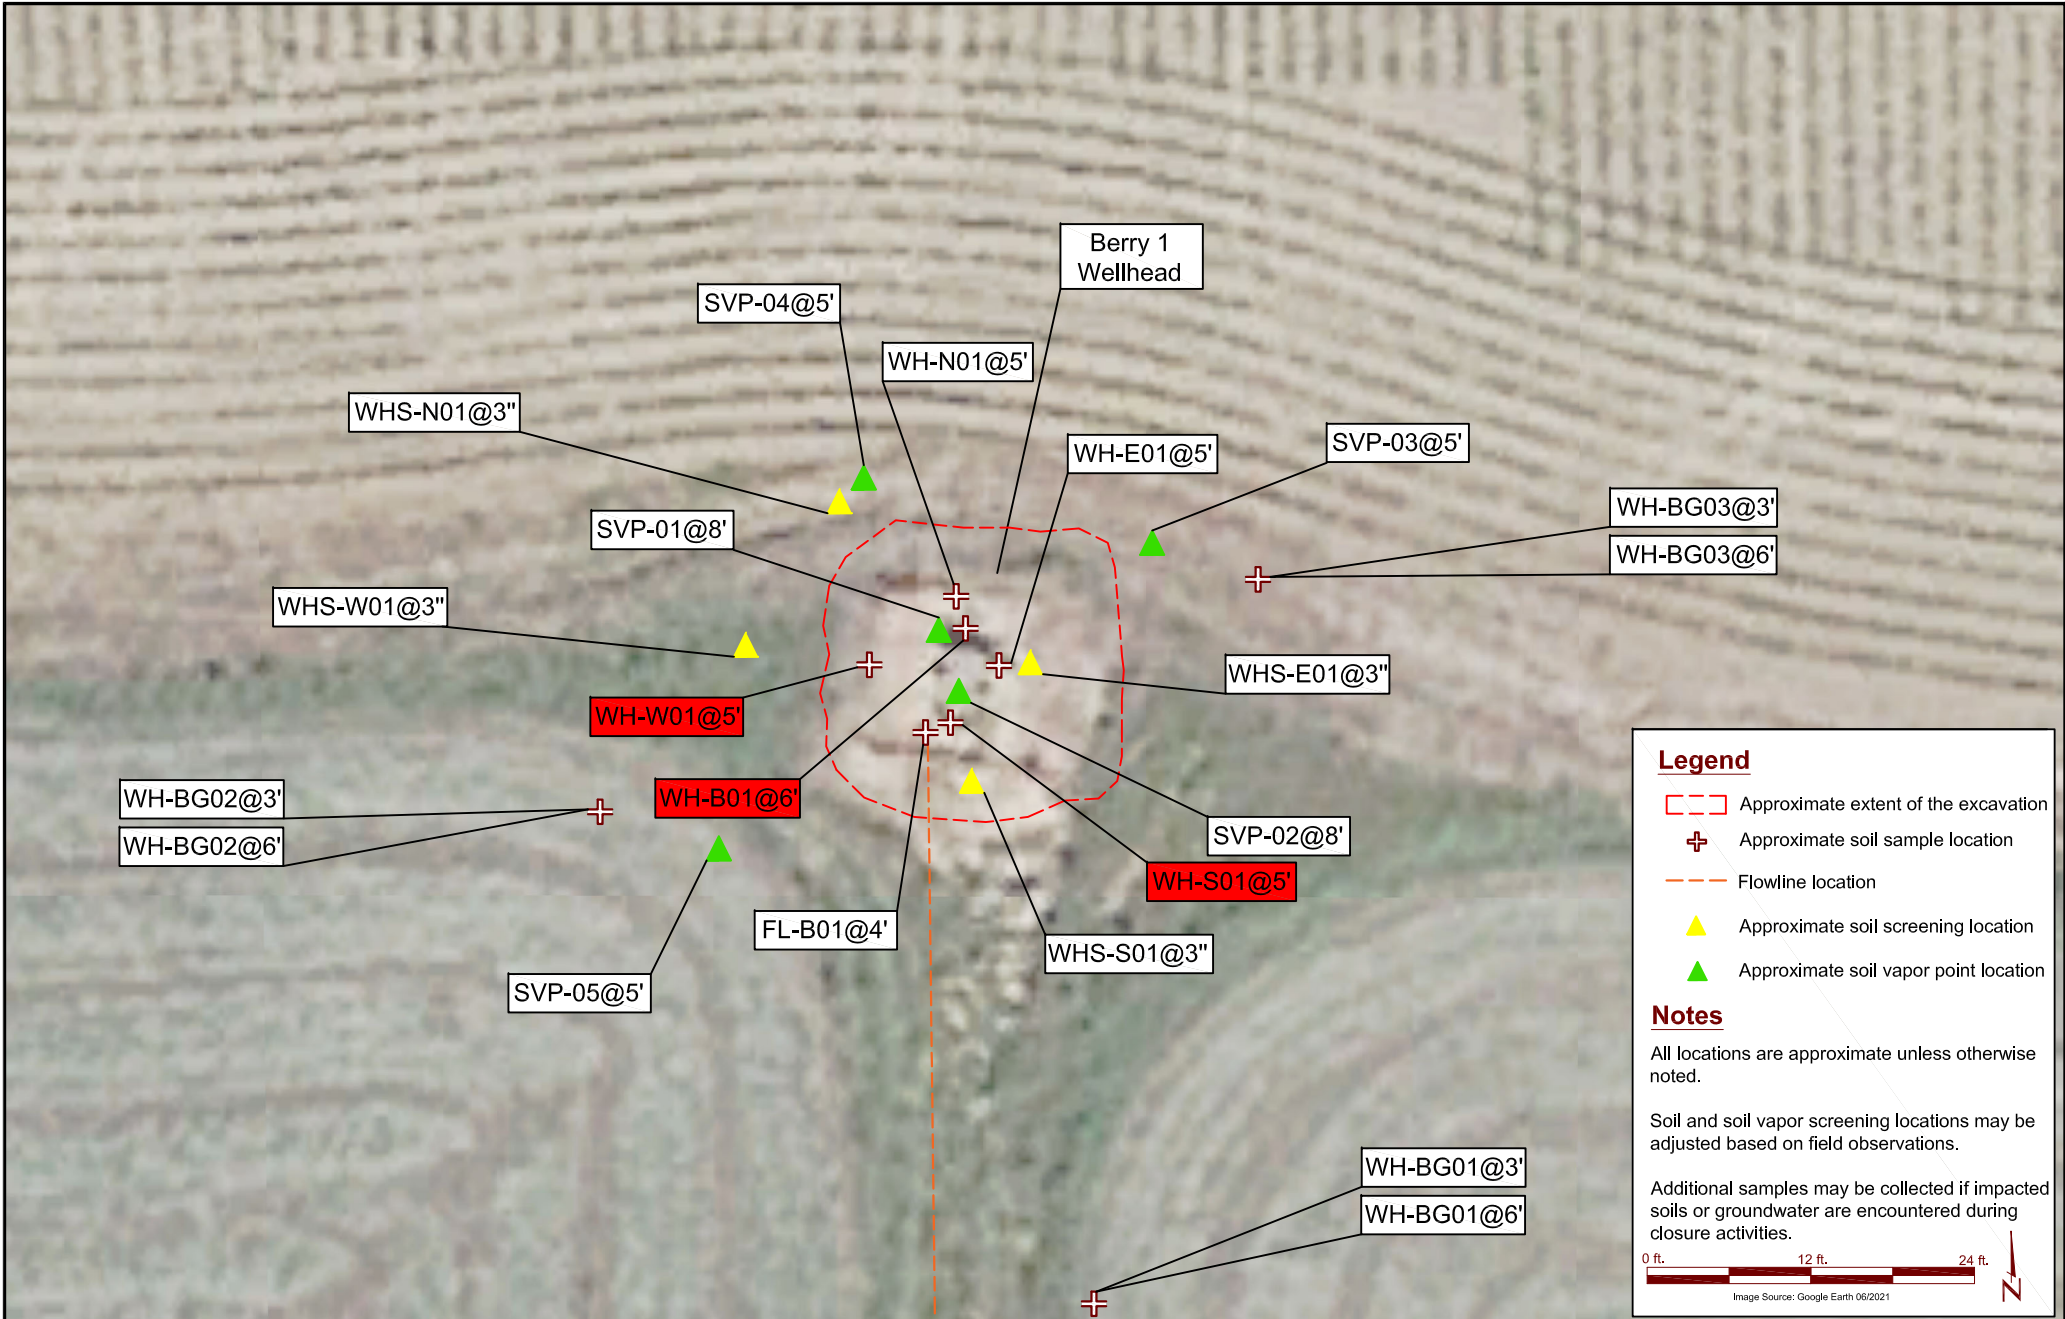 Berry 1
Wellhead
SVP-04@5'
WH-N01@5'
WHS-N01@3"
WH-E01@5'
SVP-03@5'
WH-BG03@3'
SVP-01@8'
WH-BG03@6'
WHS-W01@3"
WHS-E01@3"
WH-W01@5'
WH-BG02@3'
WH-B01@6'
SVP-02@8'
WH-BG02@6'
WH-S01@5'
FL-B01@4'
WHS-S01@3"
SVP-05@5'
WH-BG01@3'
WH-BG01@6'
Legend
Approximate extent of the excavation
Approximate soil sample location
Flowline location
Approximate soil screening location
Approximate soil vapor point location
Notes
All locations are approximate unless otherwise
noted.
Soil and soil vapor screening locations may be
adjusted based on field observations.
Additional samples may be collected if impacted
soils or groundwater are encountered during
closure activities.
0 ft. 12 ft. 24 ft.
N
Image Source: Google Earth 06/2021